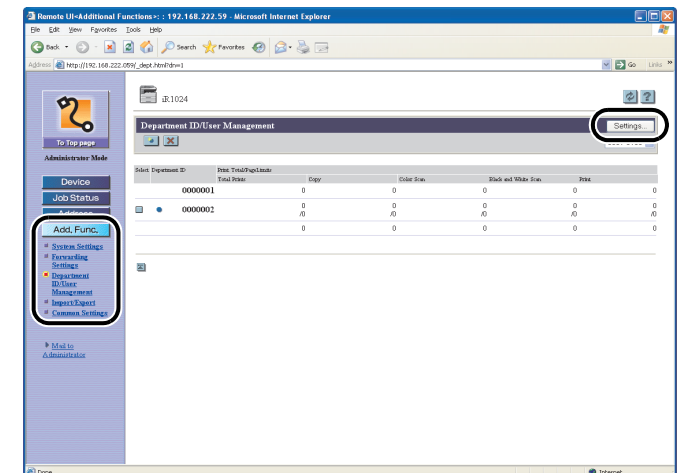 Remote UI<Additional Functions>: : 192.168.222.59 - Microsoft Internet Explorer
File Edit View Favorites Tools Help
Back Search Favorites
Address http://192.168.222.059/_dept.html?dn=1 Go Links »
iR1024
Department ID/User Management Settings...
To Top page
Administrator Mode
Device
Job Status
Add. Func.
System Settings
Forwarding Settings
Department ID/User Management
Import/Export
Common Settings
Mail to Administrator
Select Department ID Print Total/PageLimits
Total Prints Copy Color Scan Black and White Scan Print
0000001 0 0 0 0 0
0000002 0 0 0 0 0
/0 /0 /0 /0 /0
0 0 0 0 0
Done Internet